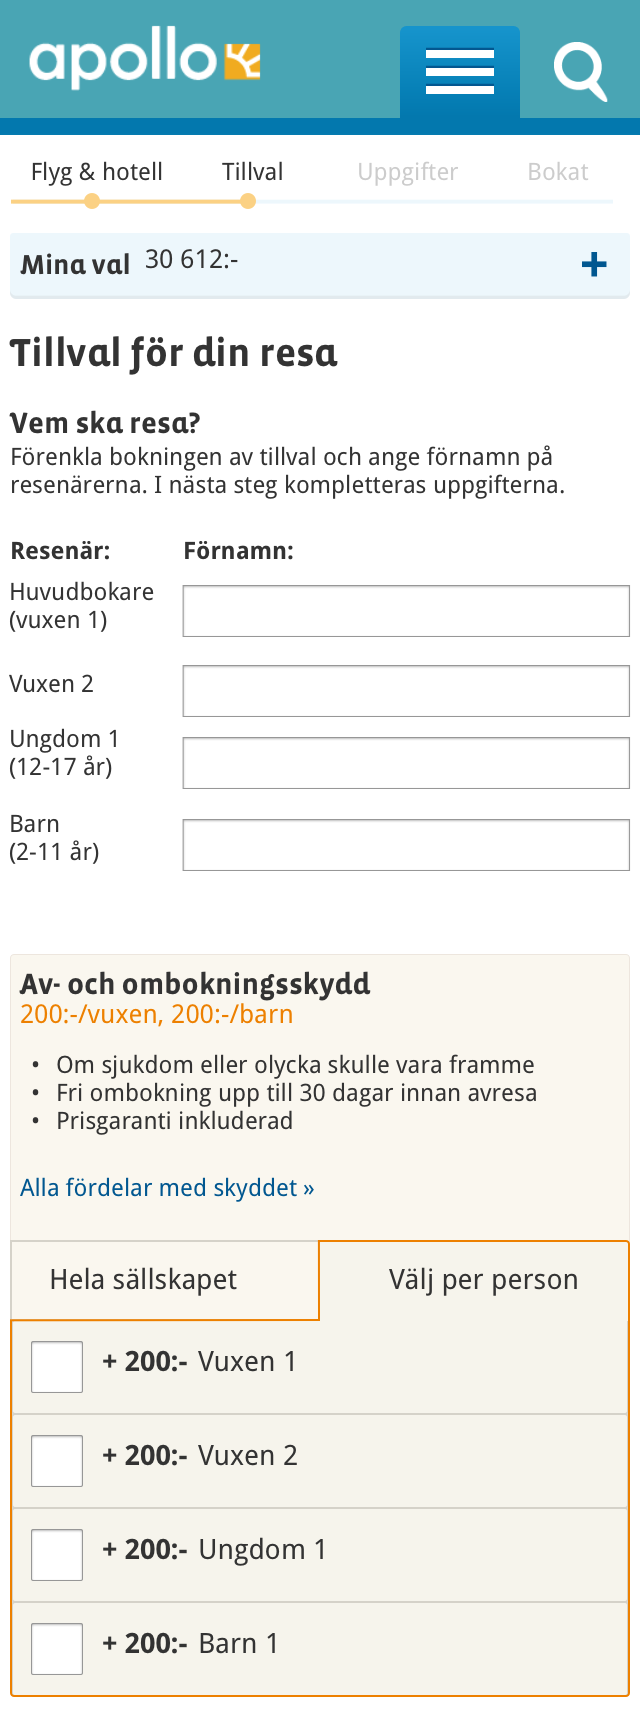 apollo
Flyg & hotell Tillval Uppgifter Bokat
Mina val 30 612:- +
Tillval för din resa
Vem ska resa?
Förenkla bokningen av tillval och ange förnamn på
resenärerna. I nästa steg kompletteras uppgifterna.
Resenär: Förnamn:
Huvudbokare
(vuxen 1)
Vuxen 2
Ungdom 1
(12-17 år)
Barn
(2-11 år)
Av- och ombokningsskydd
200:-/vuxen, 200:-/barn
• Om sjukdom eller olycka skulle vara framme
• Fri ombokning upp till 30 dagar innan avresa
• Prisgaranti inkluderad
Alla fördelar med skyddet »
Hela sällskapet Välj per person
+ 200:- Vuxen 1
+ 200:- Vuxen 2
+ 200:- Ungdom 1
+ 200:- Barn 1